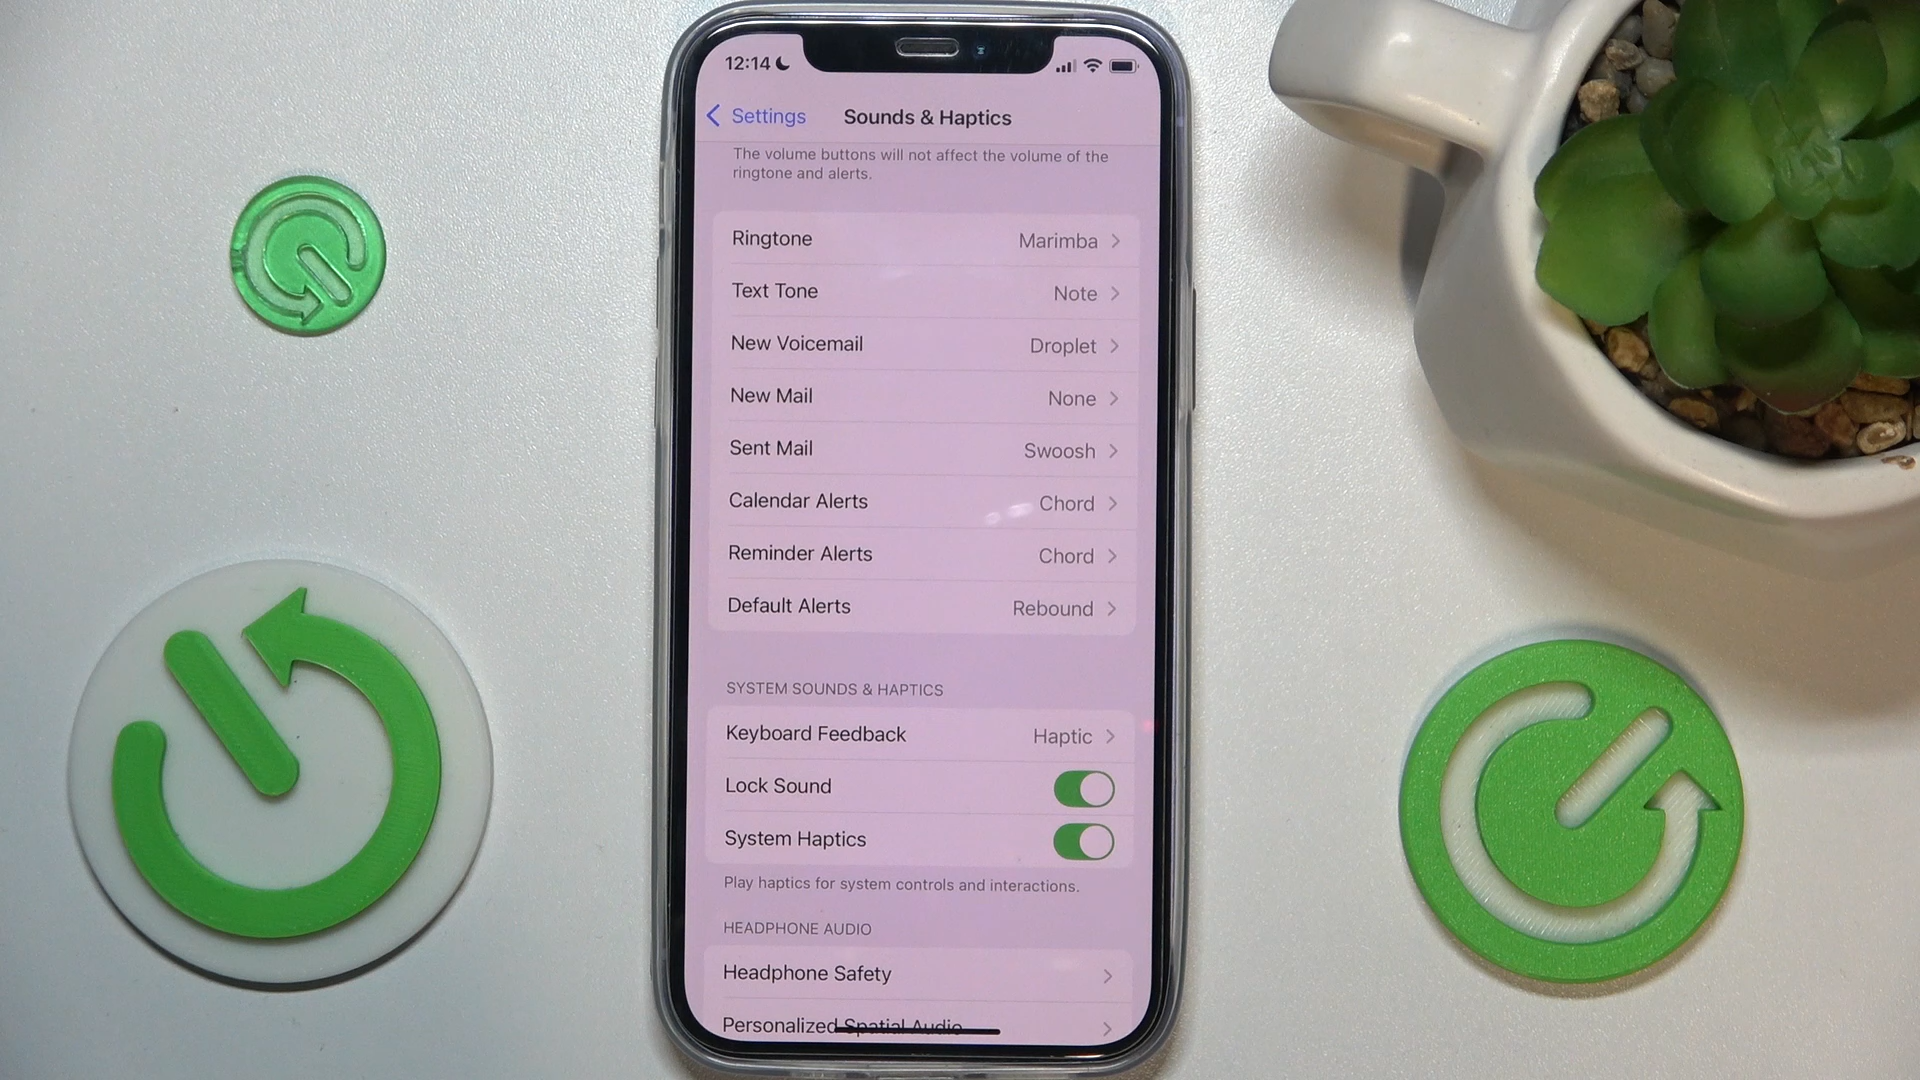 12:14
Settings Sounds & Haptics
The volume buttons will not affect the volume of the
ringtone and alerts.
Ringtone Marimba
Text Tone Note
New Voicemail Droplet
New Mail None
Sent Mail Swoosh
Calendar Alerts Chord
Reminder Alerts Chord
Default Alerts Rebound
SYSTEM SOUNDS & HAPTICS
Keyboard Feedback Haptic
Lock Sound
System Haptics
Play haptics for system controls and interactions.
HEADPHONE AUDIO
Headphone Safety
Personalized Spatial Audio